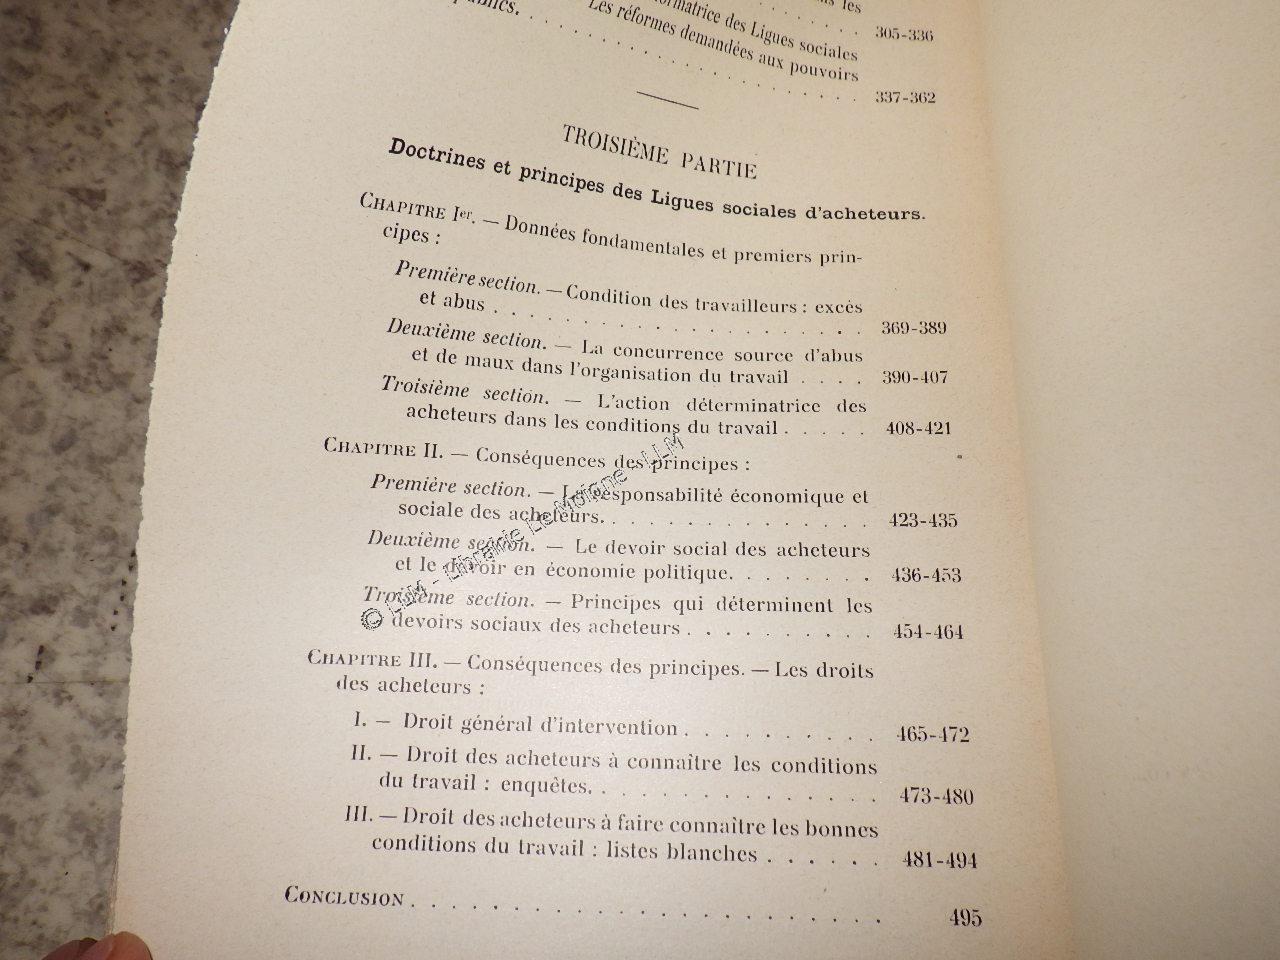 les
305-336
des Ligues sociales
Les réformes demandées aux pouvoirs
337-362
TROISIÈME PARTIE
Doctrines et principes des Ligues sociales d'acheteurs.
CHAPITRE Ier. — Données fondamentales et premiers prin-
cipes :
Première section. — Condition des travailleurs : excès
et abus . . . . . . . . . . . . . . . . . . . 369-389
Deuxième section. — La concurrence source d'abus
et de maux dans l'organisation du travail . . . . 390-407
Troisième section. — L'action déterminatrice des
acheteurs dans les conditions du travail . . . . . 408-421
CHAPITRE II. — Conséquences des principes :
Première section. — La responsabilité économique et
sociale des acheteurs. . . . . . . . . . . . . . . 423-435
Deuxième section. — Le devoir social des acheteurs
et le devoir en économie politique. . . . . . . . 436-453
Troisième section. — Principes qui déterminent les
devoirs sociaux des acheteurs . . . . . . . . . . 454-464
CHAPITRE III. — Conséquences des principes. — Les droits
des acheteurs :
I. — Droit général d'intervention . . . . . . . . . . 465-472
II. — Droit des acheteurs à connaître les conditions
du travail : enquêtes. . . . . . . . . . . . . . . 473-480
III. — Droit des acheteurs à faire connaître les bonnes
conditions du travail : listes blanches . . . . . . 481-494
CONCLUSION . . . . . . . . . . . . . . . . . . . . . . 495
© LLM - Librairie Le Moigne - LLM